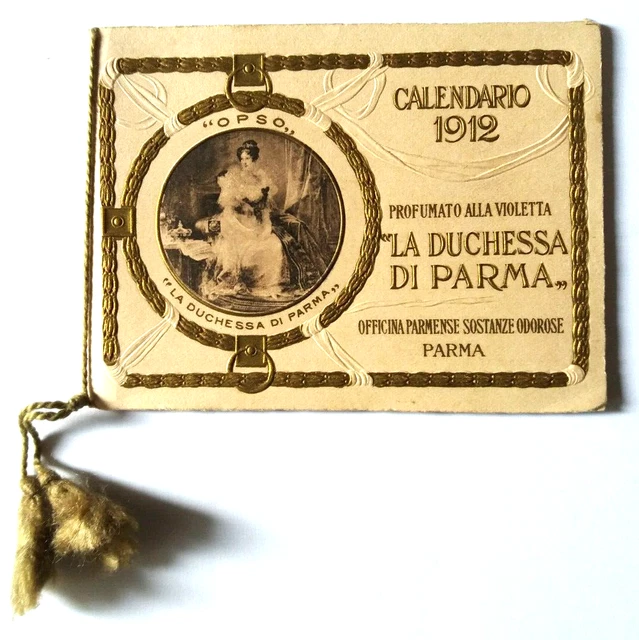 "OPSO„
"LA DUCHESSA DI PARMA„
CALENDARIO
1912
PROFUMATO ALLA VIOLETTA
"LA DUCHESSA
DI PARMA„
OFFICINA PARMENSE SOSTANZE ODOROSE
PARMA